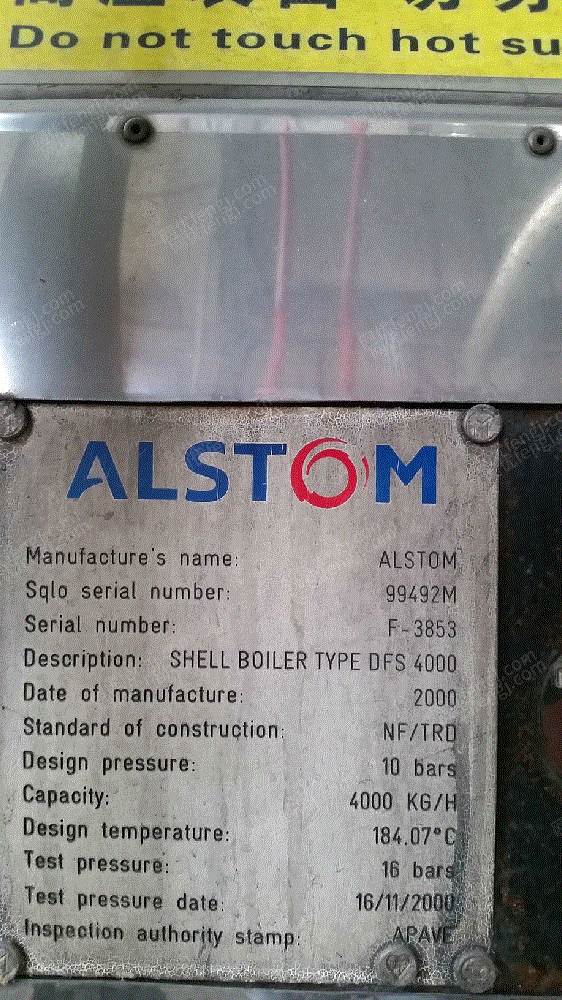 Do not touch hot su
ALSTOM
Manufacture's name: ALSTOM
Sqlo serial number: 99492M
Serial number: F-3853
Description: SHELL BOILER TYPE DFS 4000
Date of manufacture: 2000
Standard of construction: NF/TRD
Design pressure: 10 bars
Capacity: 4000 KG/H
Design temperature: 184.07°C
Test pressure: 16 bars
Test pressure date: 16/11/2000
Inspection authority stamp: APAVE